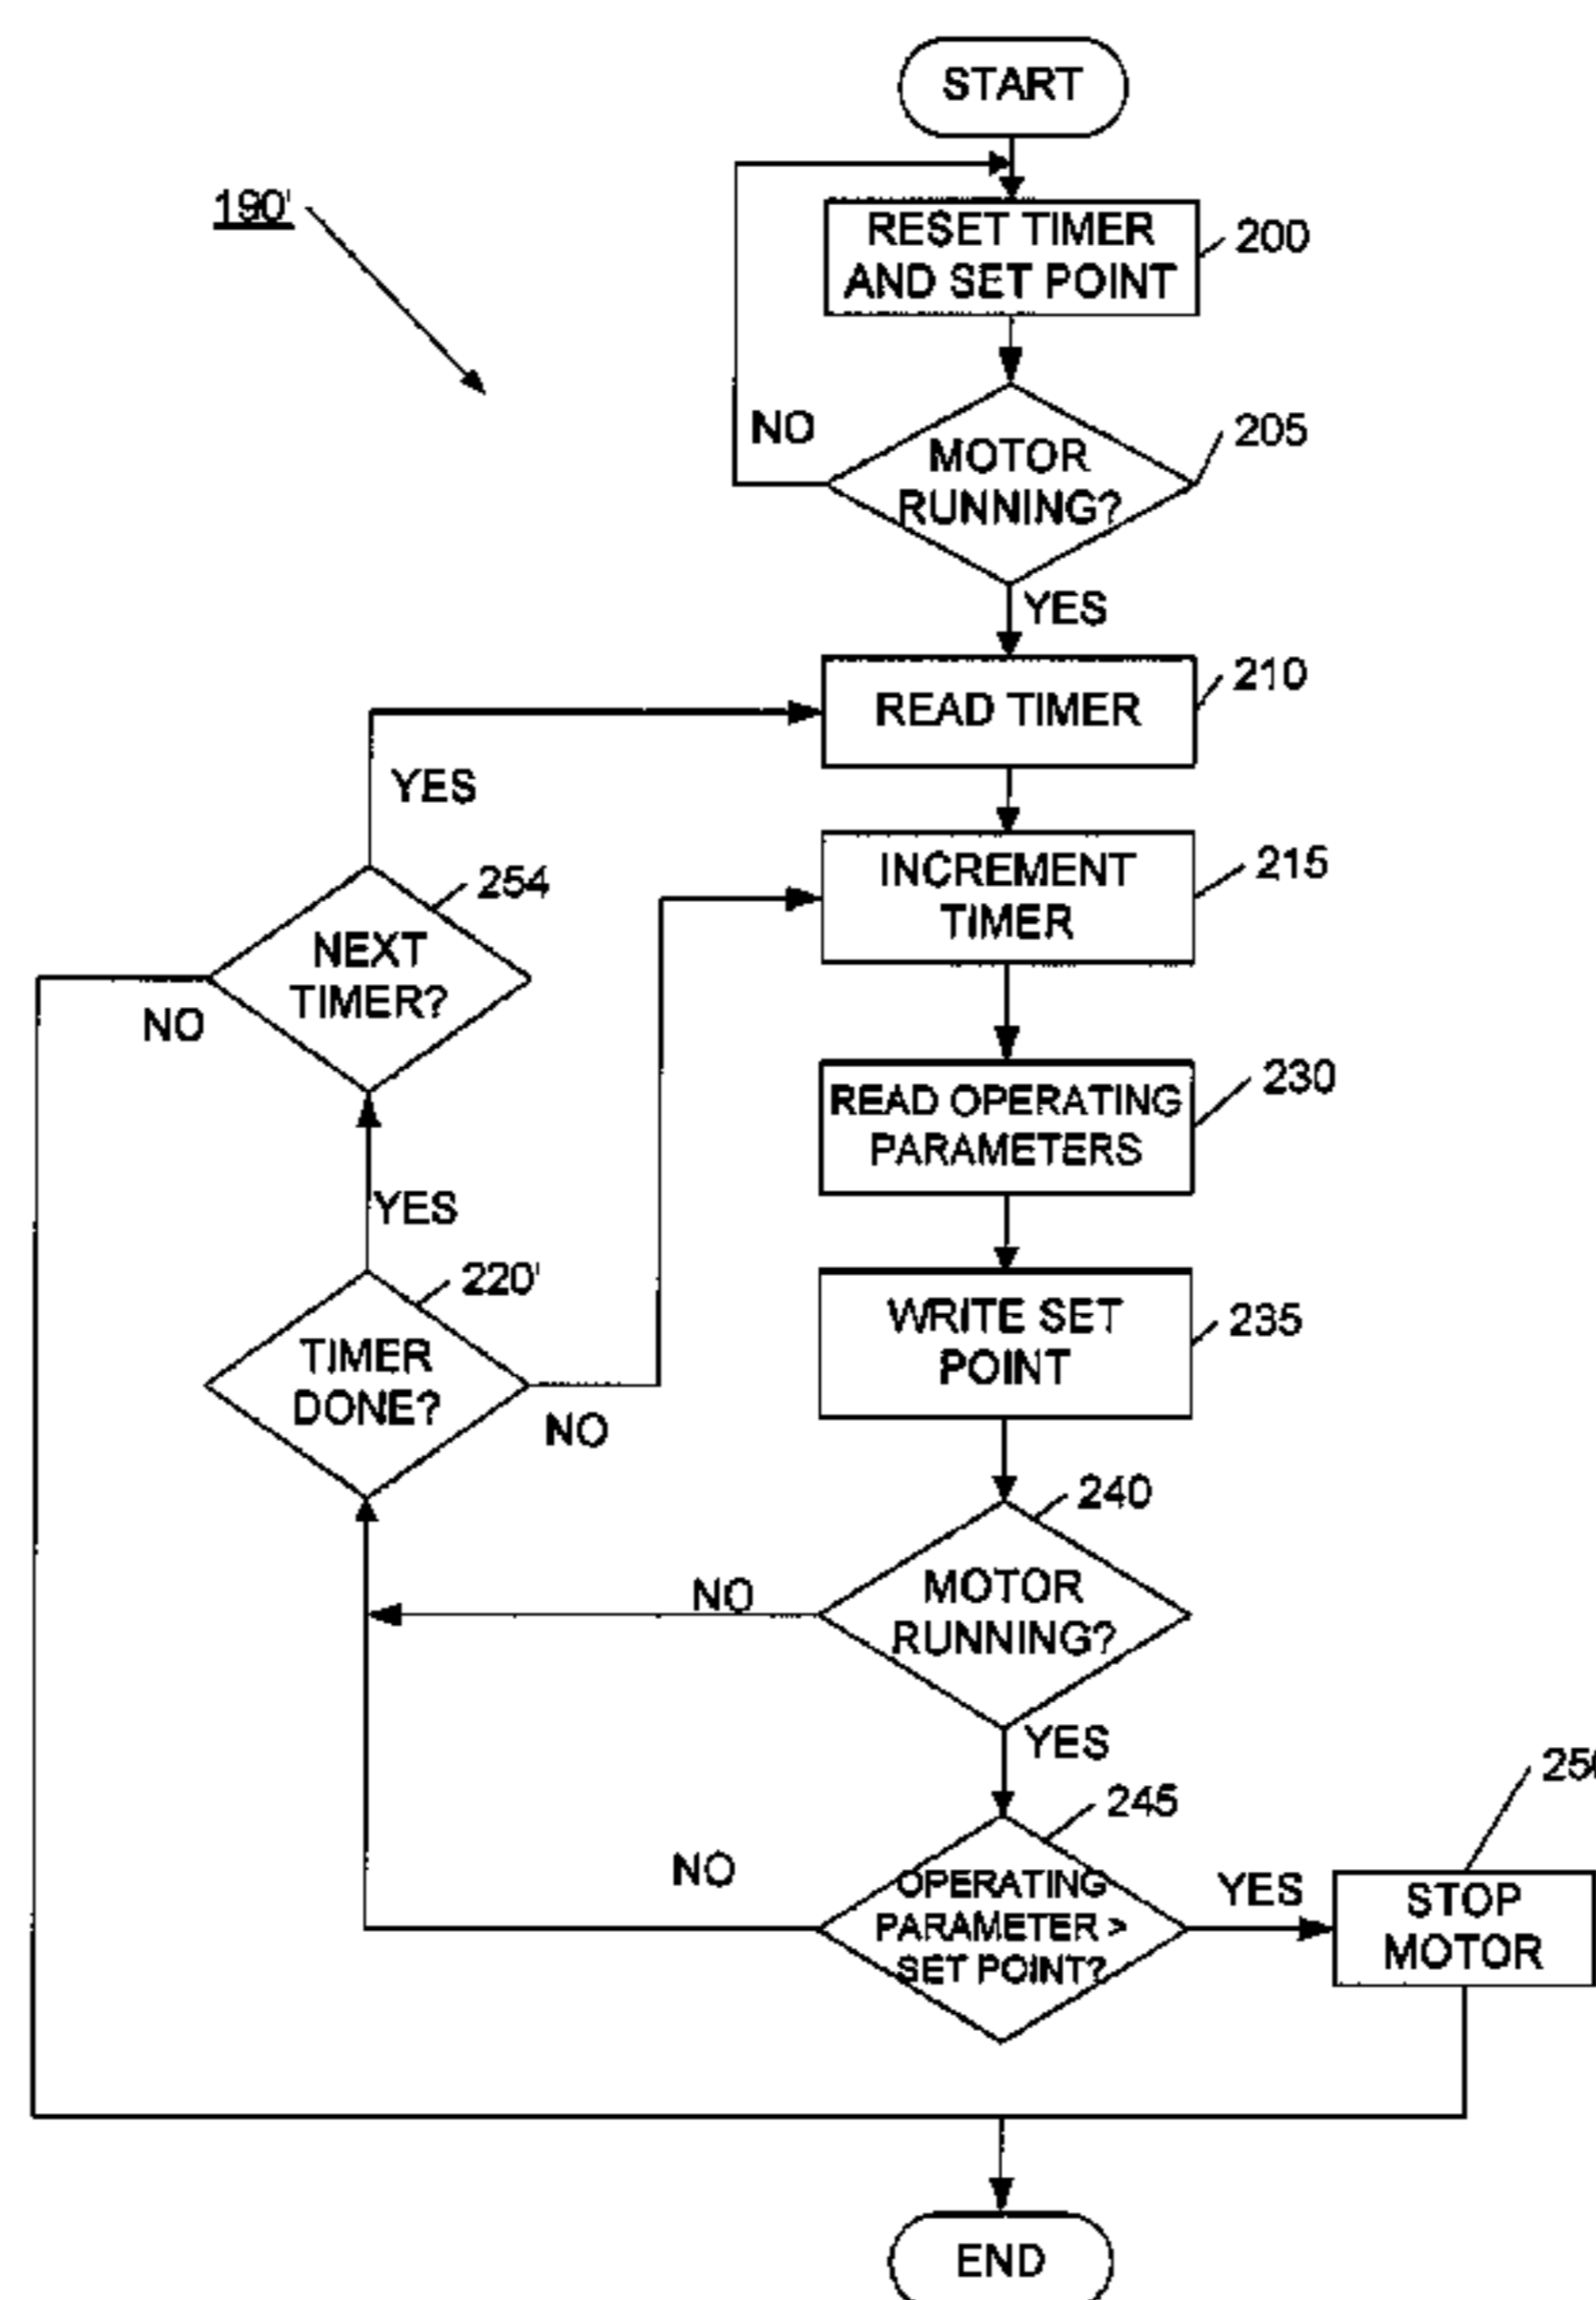 START
190'
RESET TIMER
AND SET POINT
200
NO
MOTOR
RUNNING?
205
YES
READ TIMER
210
YES
INCREMENT
TIMER
215
254
NEXT
TIMER?
NO
READ OPERATING
PARAMETERS
230
YES
220'
TIMER
DONE?
NO
WRITE SET
POINT
235
240
MOTOR
RUNNING?
NO
YES
245
OPERATING
PARAMETER >
SET POINT?
NO
YES
STOP
MOTOR
END